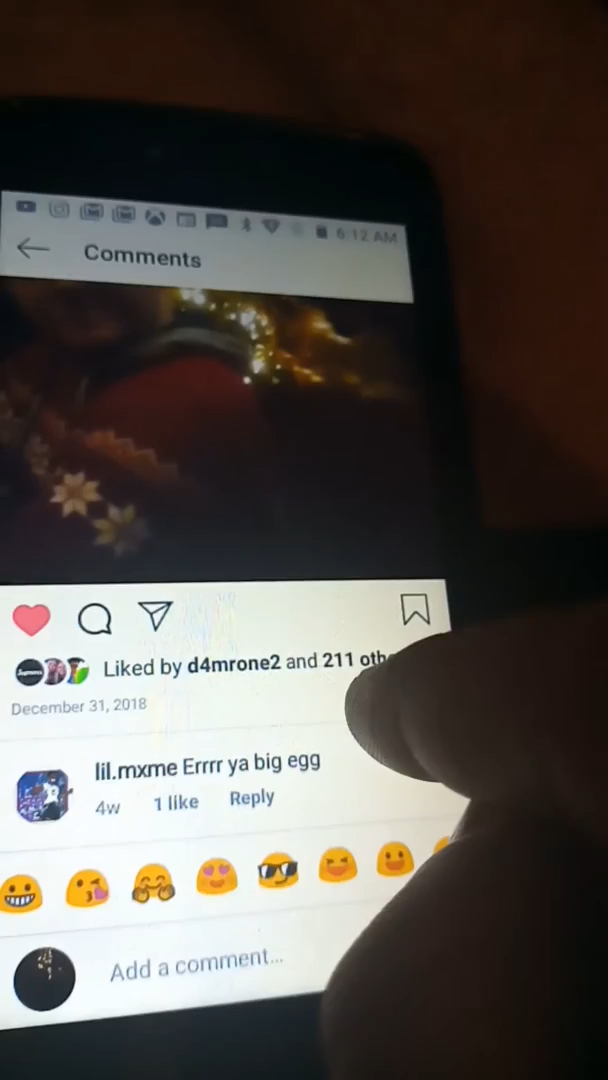 6:12 AM
Comments
Liked by d4mrone2 and 211 oth
December 31, 2018
lil.mxme Errrr ya big egg
4w 1 like Reply
Add a comment...